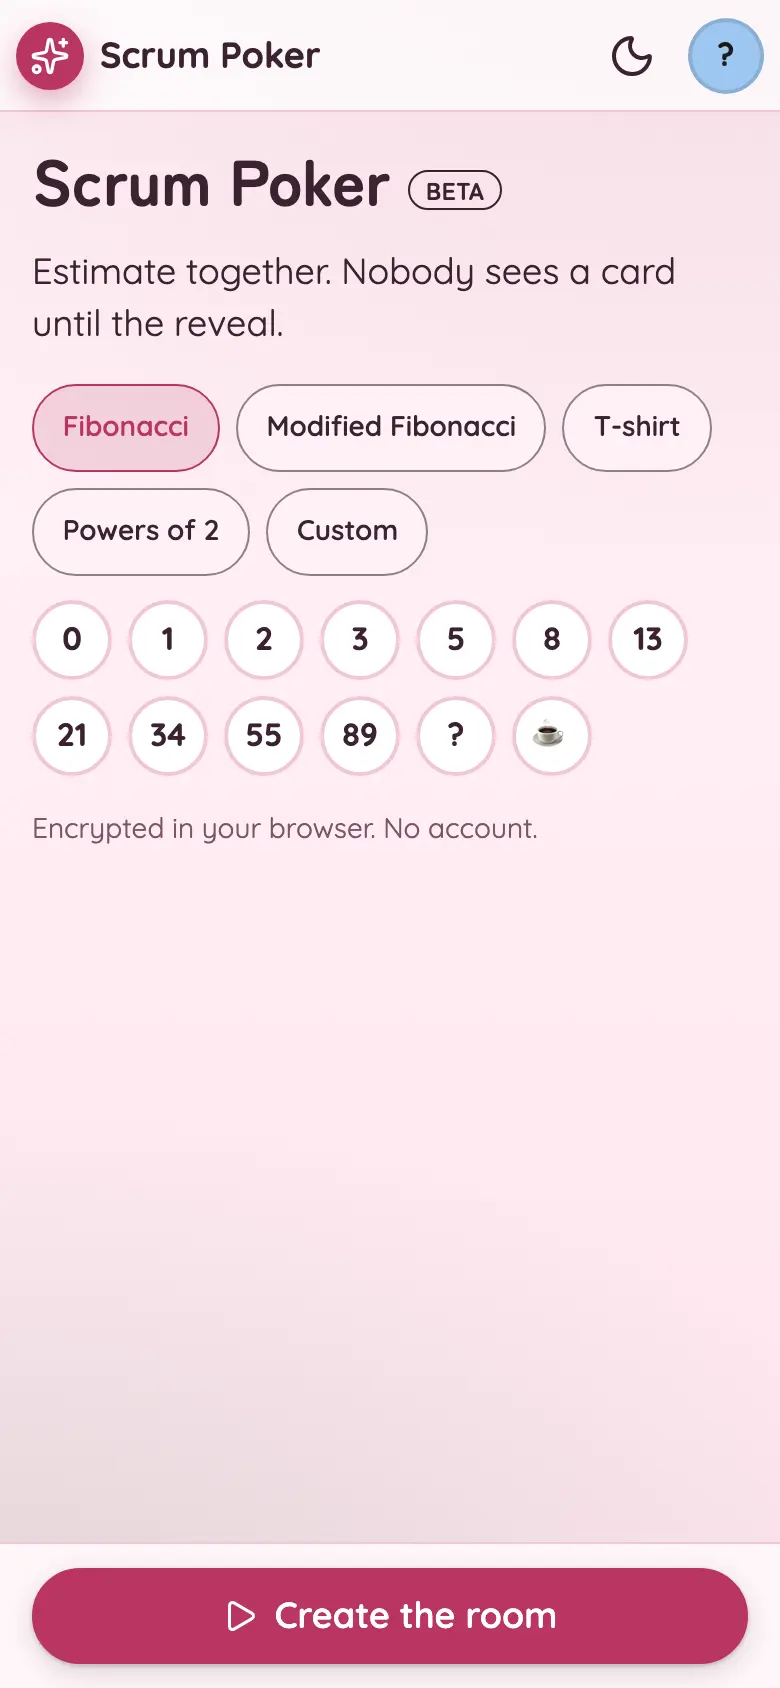 Scrum Poker
?
Scrum Poker BETA
Estimate together. Nobody sees a card
until the reveal.
Fibonacci Modified Fibonacci T-shirt
Powers of 2 Custom
0 1 2 3 5 8 13
21 34 55 89 ? ☕
Encrypted in your browser. No account.
Create the room